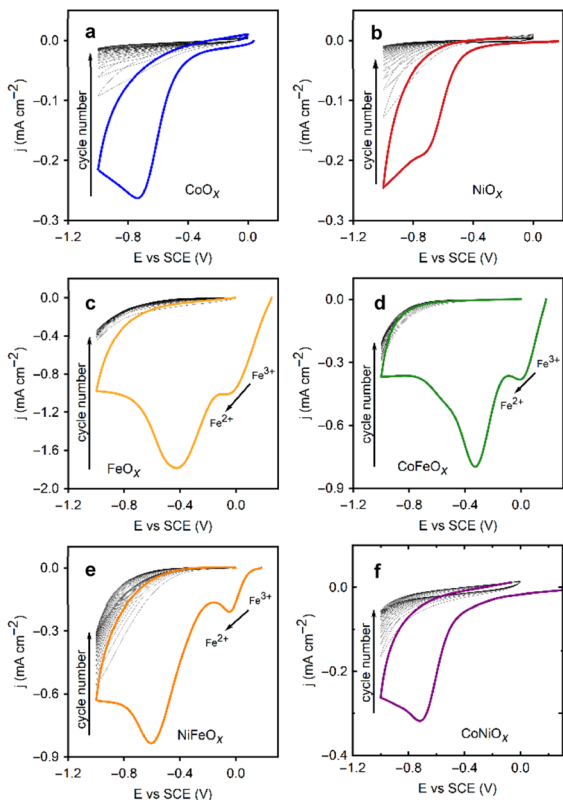 a
0.0
−0.1
−0.2
−0.3
j (mA cm⁻²)
cycle number
CoOₓ
−1.2 −0.8 −0.4 0.0
E vs SCE (V)
b
0.0
−0.1
−0.2
−0.3
j (mA cm⁻²)
cycle number
NiOₓ
−1.2 −0.8 −0.4 0.0
E vs SCE (V)
c
0.0
−0.4
−0.8
−1.2
−1.6
−2.0
j (mA cm⁻²)
cycle number
Fe³⁺
Fe²⁺
FeOₓ
−1.2 −0.8 −0.4 0.0
E vs SCE (V)
d
0.0
−0.3
−0.6
−0.9
j (mA cm⁻²)
cycle number
Fe³⁺
Fe²⁺
CoFeOₓ
−1.2 −0.8 −0.4 0.0
E vs SCE (V)
e
0.0
−0.3
−0.6
−0.9
j (mA cm⁻²)
cycle number
Fe³⁺
Fe²⁺
NiFeOₓ
−1.2 −0.8 −0.4 0.0
E vs SCE (V)
f
0.0
−0.2
−0.4
j (mA cm⁻²)
cycle number
CoNiOₓ
−1.2 −0.8 −0.4 0.0
E vs SCE (V)